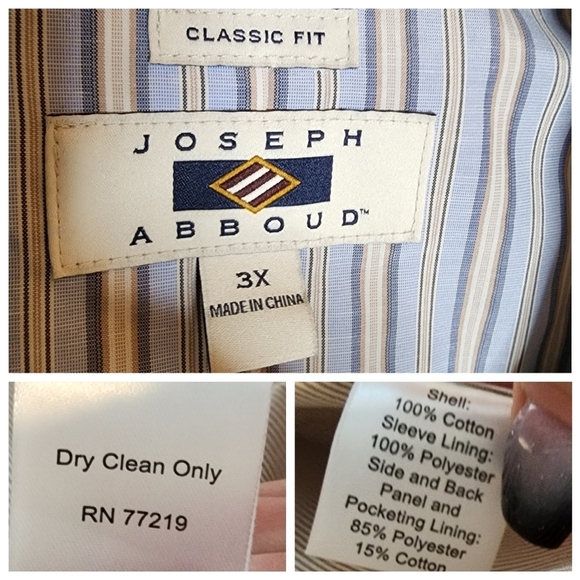 CLASSIC FIT
JOSEPH
ABBOUD™
3X
MADE IN CHINA
Dry Clean Only
RN 77219
Shell:
100% Cotton
Sleeve Lining:
100% Polyester
Side and Back
Panel and
Pocketing Lining:
85% Polyester
15% Cotton